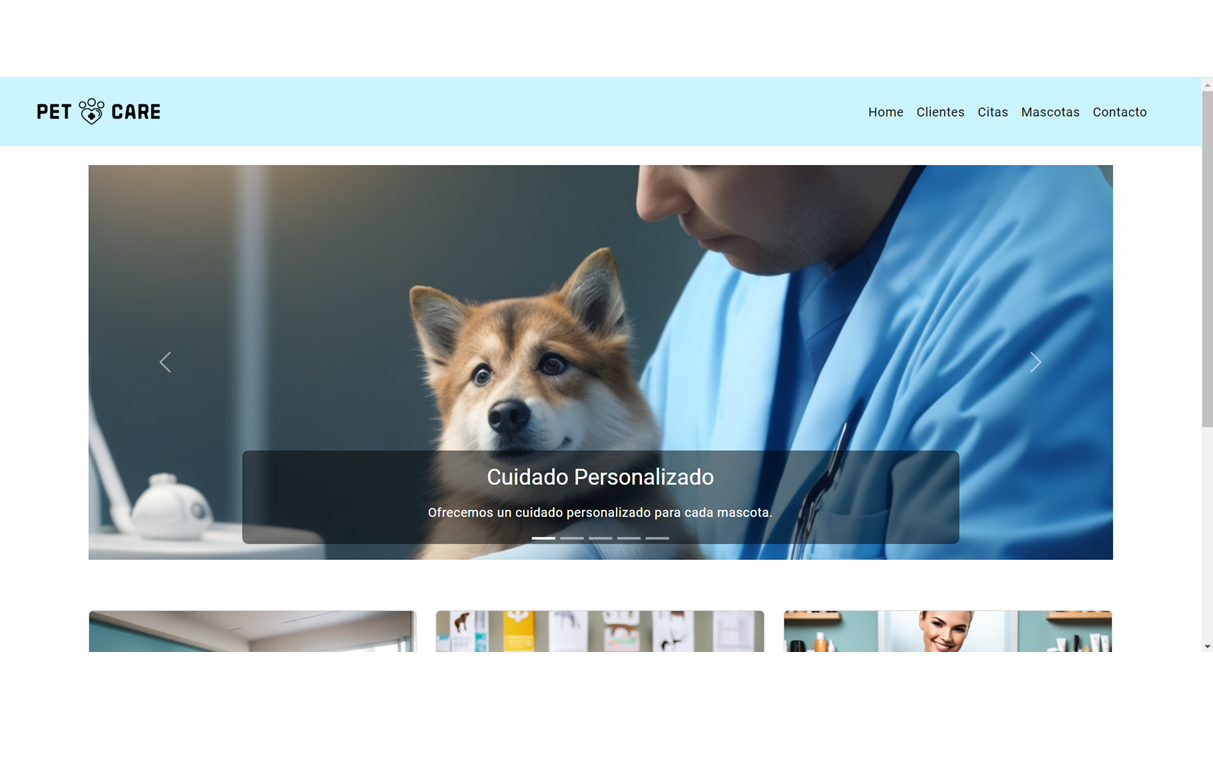 PET CARE
Home Clientes Citas Mascotas Contacto
Cuidado Personalizado
Ofrecemos un cuidado personalizado para cada mascota.